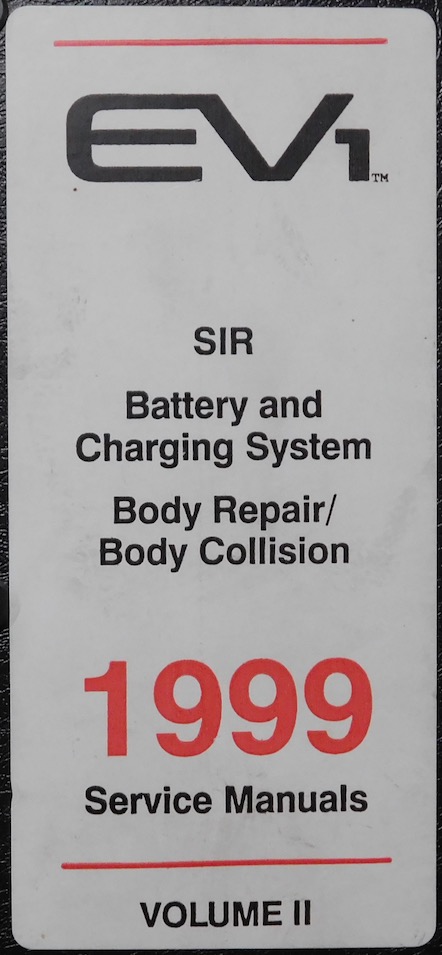 EV1™
SIR
Battery and
Charging System
Body Repair/
Body Collision
1999
Service Manuals
VOLUME II